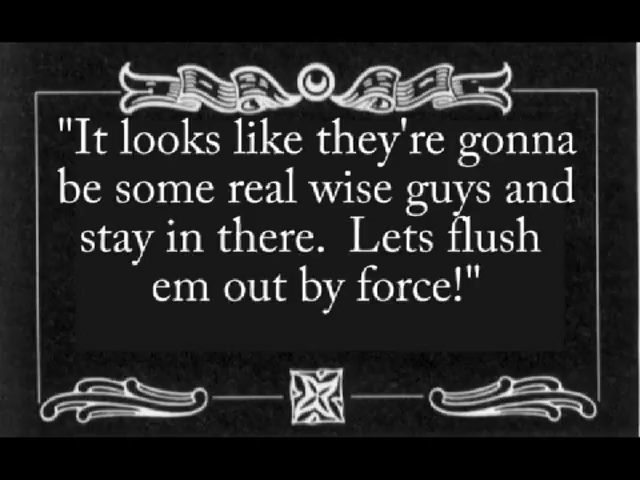 "It looks like they're gonna
be some real wise guys and
stay in there.  Lets flush
em out by force!"